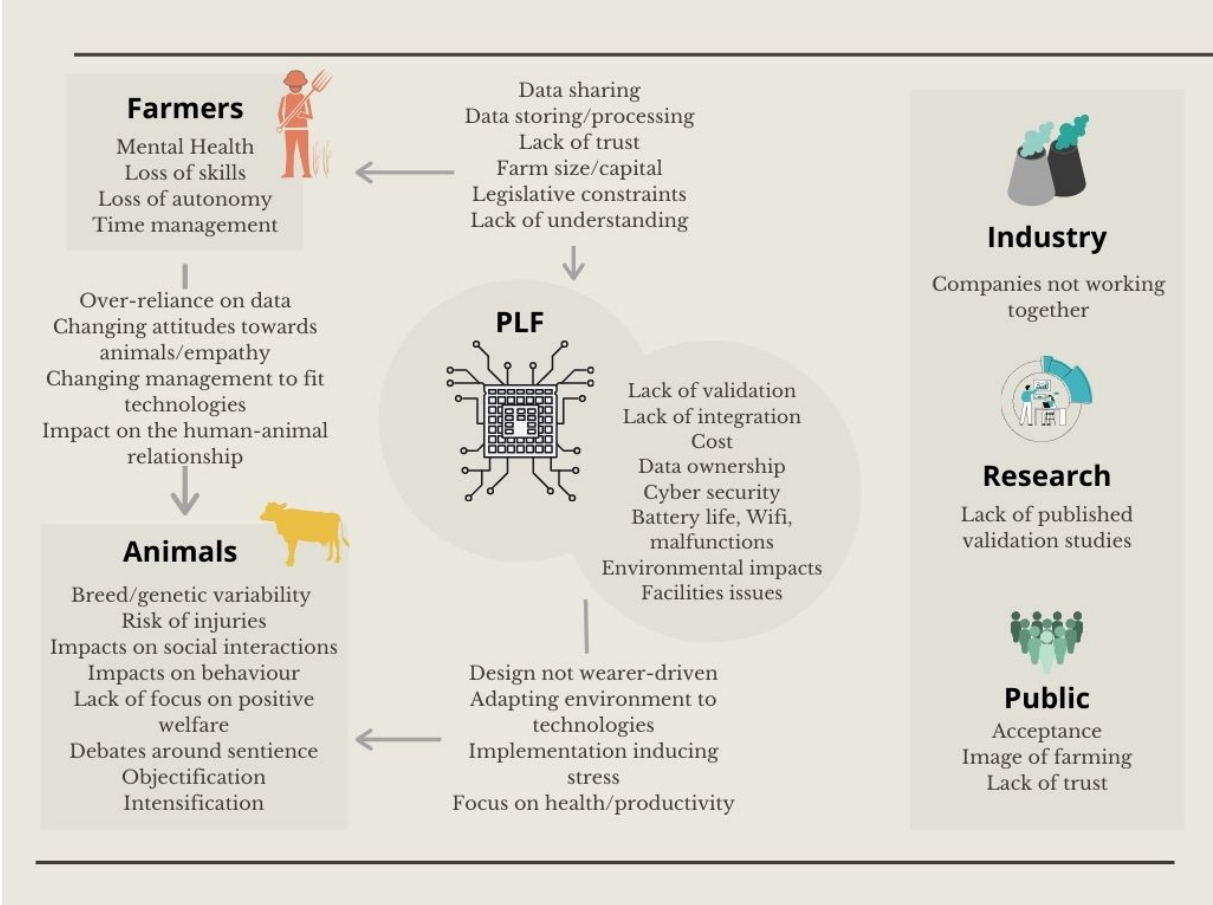 Farmers
Mental Health
Loss of skills
Loss of autonomy
Time management
Data sharing
Data storing/processing
Lack of trust
Farm size/capital
Legislative constraints
Lack of understanding
Over-reliance on data
Changing attitudes towards
animals/empathy
Changing management to fit
technologies
Impact on the human-animal
relationship
PLF
Lack of validation
Lack of integration
Cost
Data ownership
Cyber security
Battery life, Wifi,
malfunctions
Environmental impacts
Facilities issues
Animals
Breed/genetic variability
Risk of injuries
Impacts on social interactions
Impacts on behaviour
Lack of focus on positive
welfare
Debates around sentience
Objectification
Intensification
Design not wearer-driven
Adapting environment to
technologies
Implementation inducing
stress
Focus on health/productivity
Industry
Companies not working
together
Research
Lack of published
validation studies
Public
Acceptance
Image of farming
Lack of trust